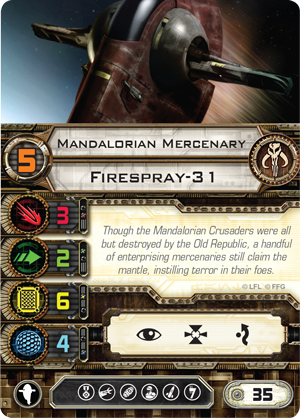 MANDALORIAN MERCENARY
5
FIRESPRAY-31
3
2
6
4
Though the Mandalorian Crusaders were all
but destroyed by the Old Republic, a handful
of enterprising mercenaries still claim the
mantle, instilling terror in their foes.
© LFL © FFG
35